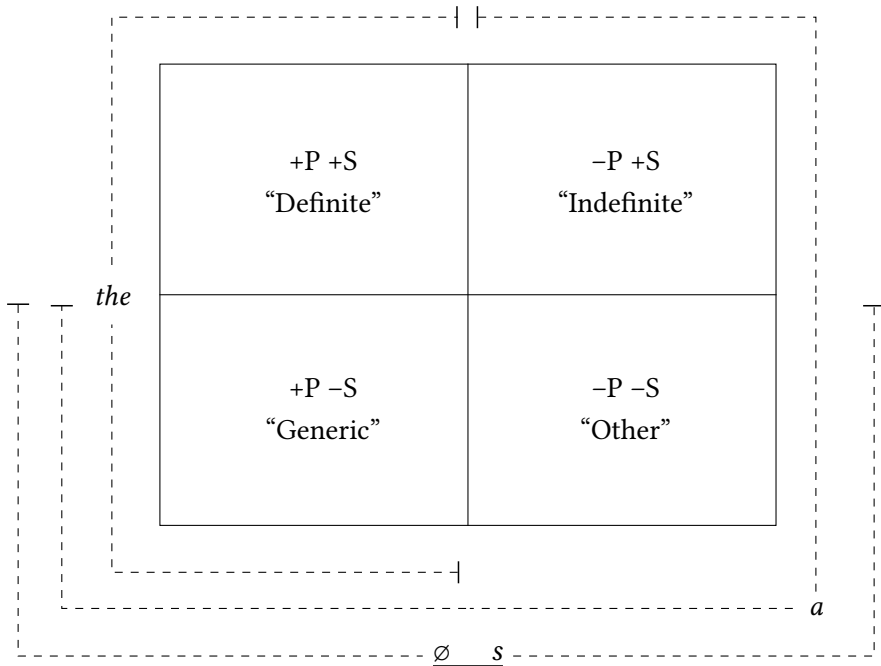 +P +S
“Definite”
–P +S
“Indefinite”
the
+P –S
“Generic”
–P –S
“Other”
a
∅ s